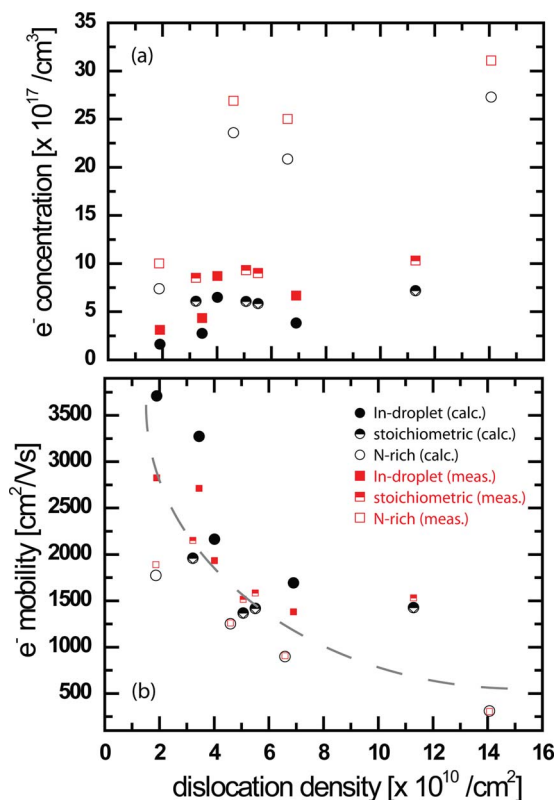 (a)
e⁻ concentration [x 10¹⁷ /cm³]
35
30
25
20
15
10
5
0
(b)
e⁻ mobility [cm²/Vs]
3500
3000
2500
2000
1500
1000
500
In-droplet (calc.)
stoichiometric (calc.)
N-rich (calc.)
In-droplet (meas.)
stoichiometric (meas.)
N-rich (meas.)
0 2 4 6 8 10 12 14 16
dislocation density [x 10¹⁰ /cm²]